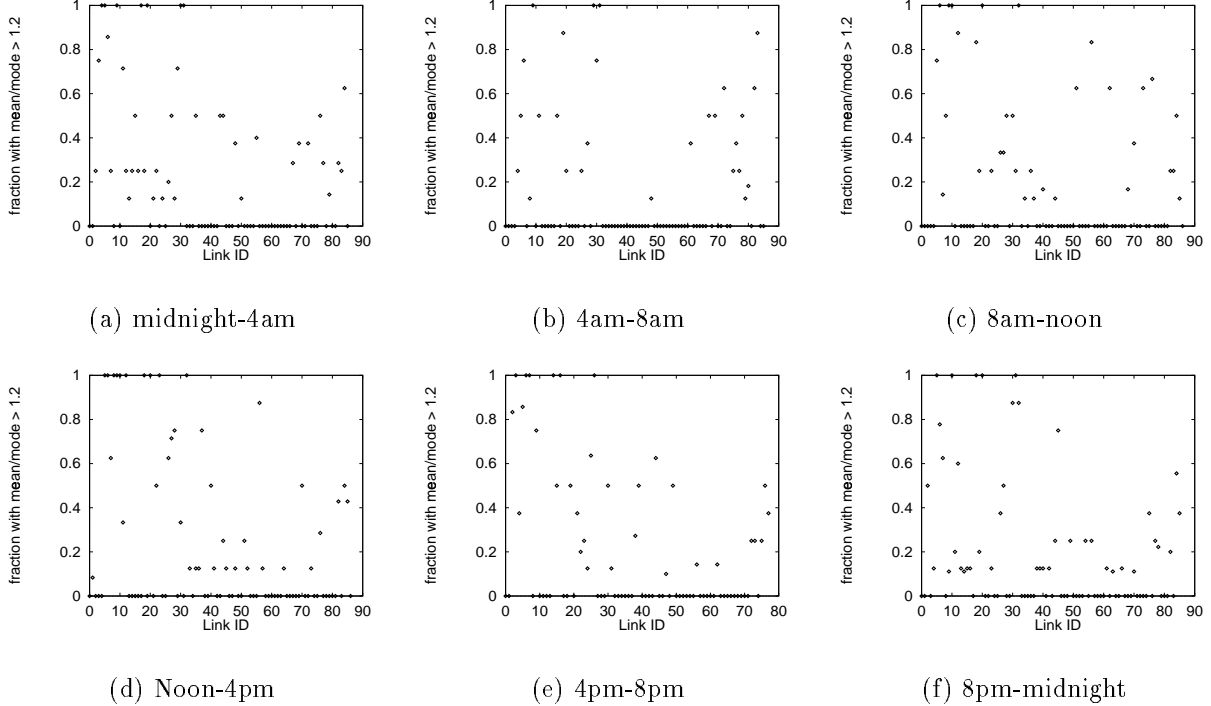 fraction with mean/mode > 1.2
1
0.8
0.6
0.4
0.2
0
0 10 20 30 40 50 60 70 80 90
Link ID
(a) midnight-4am
fraction with mean/mode > 1.2
1
0.8
0.6
0.4
0.2
0
0 10 20 30 40 50 60 70 80 90
Link ID
(b) 4am-8am
fraction with mean/mode > 1.2
1
0.8
0.6
0.4
0.2
0
0 10 20 30 40 50 60 70 80 90
Link ID
(c) 8am-noon
fraction with mean/mode > 1.2
1
0.8
0.6
0.4
0.2
0
0 10 20 30 40 50 60 70 80 90
Link ID
(d) Noon-4pm
fraction with mean/mode > 1.2
1
0.8
0.6
0.4
0.2
0
0 10 20 30 40 50 60 70 80
Link ID
(e) 4pm-8pm
fraction with mean/mode > 1.2
1
0.8
0.6
0.4
0.2
0
0 10 20 30 40 50 60 70 80 90
Link ID
(f) 8pm-midnight